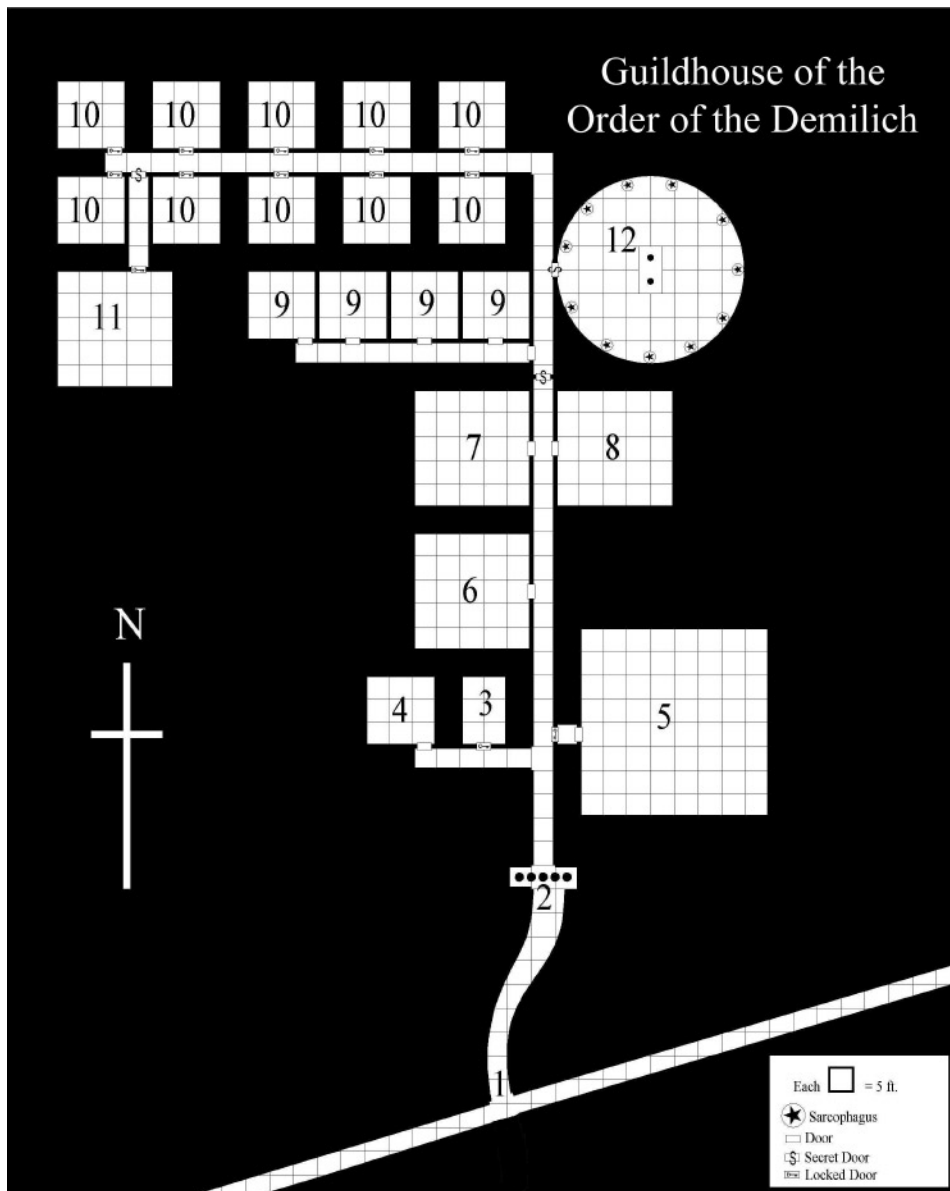 Guildhouse of the
Order of the Demilich
10 10 10 10 10
10 10 10 10 10
12
11
9 9 9 9
7 8
6
N
4 3
5
2
1
Each = 5 ft.
Sarcophagus
Door
Secret Door
Locked Door